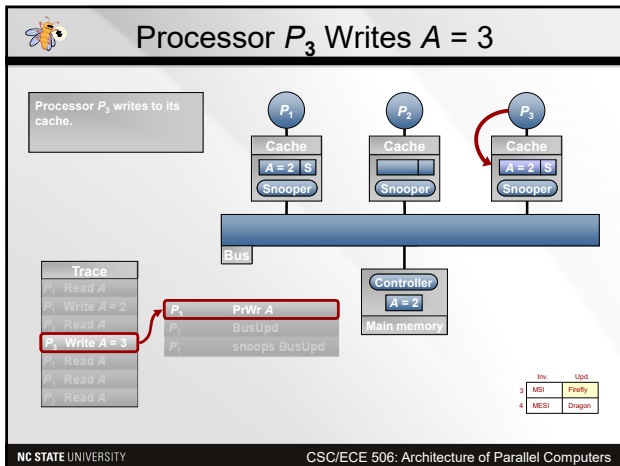 Processor P₃ Writes A = 3
Processor P₃ writes to its
cache.
P₁
P₂
P₃
Cache
Cache
Cache
A = 2 S
A = 2 S
Snooper
Snooper
Snooper
Bus
Trace
P₁ Read A
P₁ Write A = 2
P₃ Read A
P₃ Write A = 3
P₁ Read A
P₃ Read A
P₂ Read A
P₃ PrWr A
P₃ BusUpd
P₁ snoops BusUpd
Controller
A = 2
Main memory
Inv. Upd.
3 MSI Firefly
4 MESI Dragon
NC STATE UNIVERSITY
CSC/ECE 506: Architecture of Parallel Computers